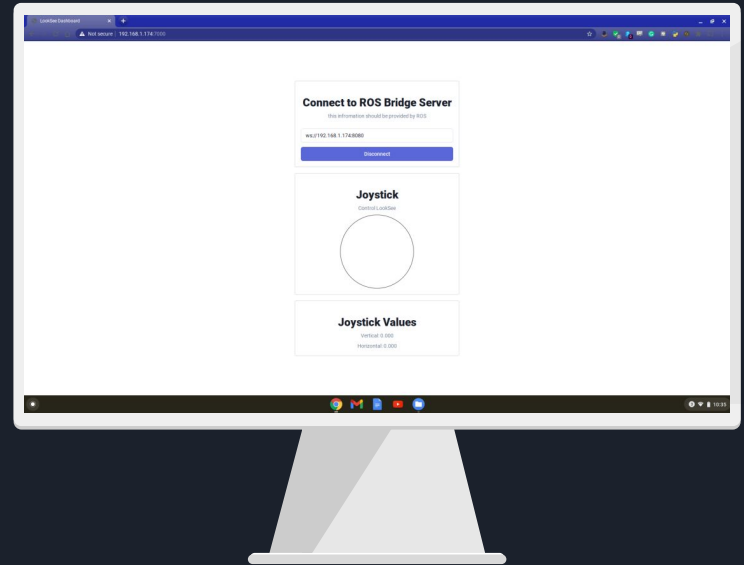 LookSee Dashboard
Not secure 192.168.1.174:7000
Connect to ROS Bridge Server
this infromation should be provided by ROS
ws://192.168.1.174:8080
Disconnect
Joystick
Control LookSee
Joystick Values
Vertical: 0.000
Horizontal: 0.000
10:35